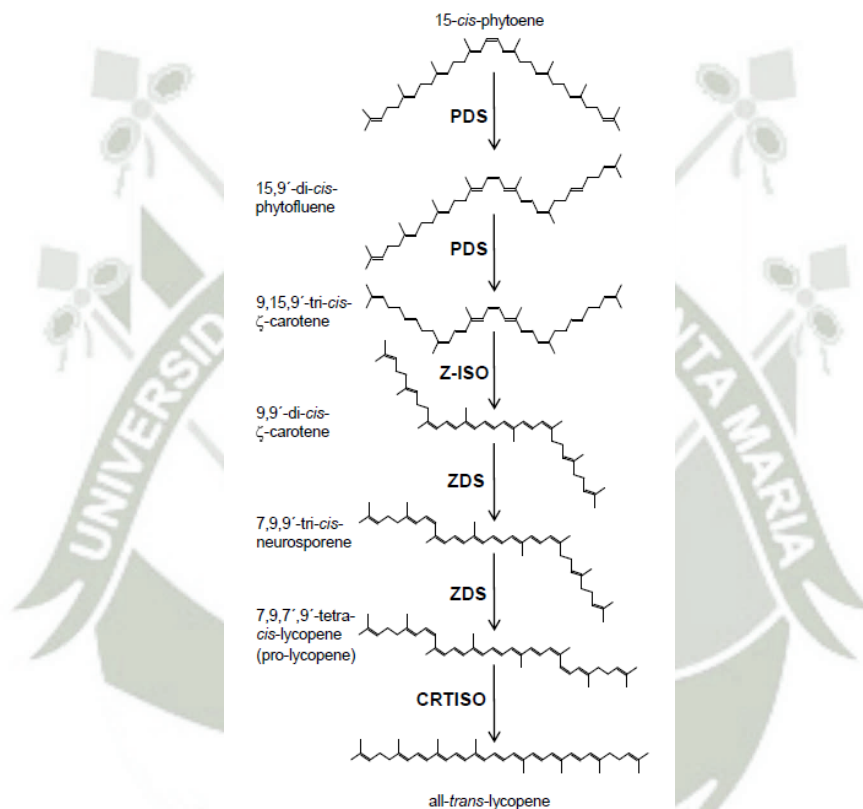 15-cis-phytoene
PDS
15,9´-di-cis-
phytofluene
PDS
9,15,9´-tri-cis-
ζ-carotene
Z-ISO
9,9´-di-cis-
ζ-carotene
ZDS
7,9,9´-tri-cis-
neurosporene
ZDS
7,9,7´,9´-tetra-
cis-lycopene
(pro-lycopene)
CRTISO
all-trans-lycopene
UNIVERSID
NTA MARIA